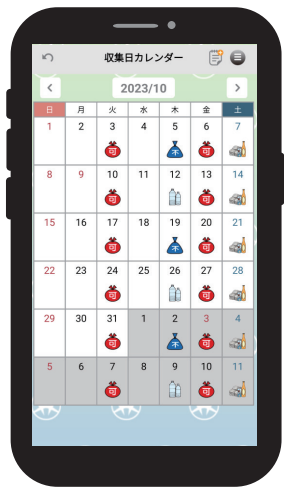 収集日カレンダー
< 2023/10 >
日 月 火 水 木 金 土
1 2 3 4 5 6 7
可 不 可
8 9 10 11 12 13 14
可 可
15 16 17 18 19 20 21
可 不 可
22 23 24 25 26 27 28
可 可
29 30 31 1 2 3 4
可 不 可
5 6 7 8 9 10 11
可 可